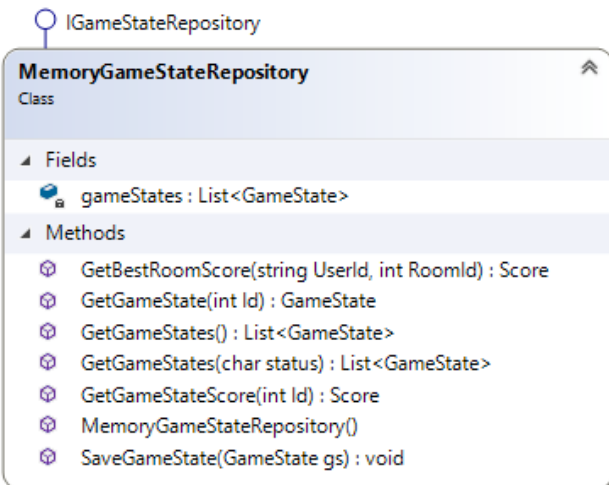 IGameStateRepository
MemoryGameStateRepository
Class
Fields
gameStates : List<GameState>
Methods
GetBestRoomScore(string UserId, int RoomId) : Score
GetGameState(int Id) : GameState
GetGameStates() : List<GameState>
GetGameStates(char status) : List<GameState>
GetGameStateScore(int Id) : Score
MemoryGameStateRepository()
SaveGameState(GameState gs) : void